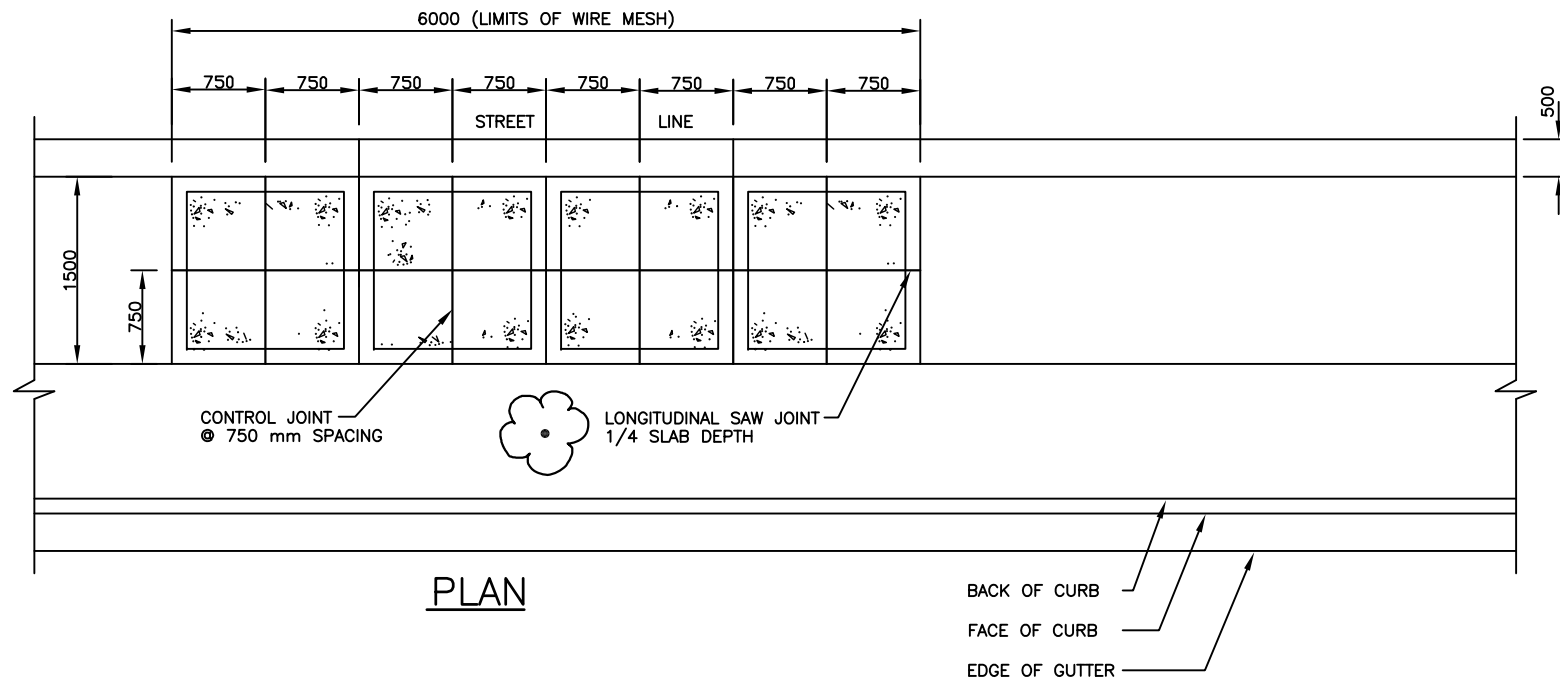 6000 (LIMITS OF WIRE MESH)
750 750 750 750 750 750 750 750
500
STREET LINE
1500
750
CONTROL JOINT
@ 750 mm SPACING
LONGITUDINAL SAW JOINT
1/4 SLAB DEPTH
PLAN
BACK OF CURB
FACE OF CURB
EDGE OF GUTTER